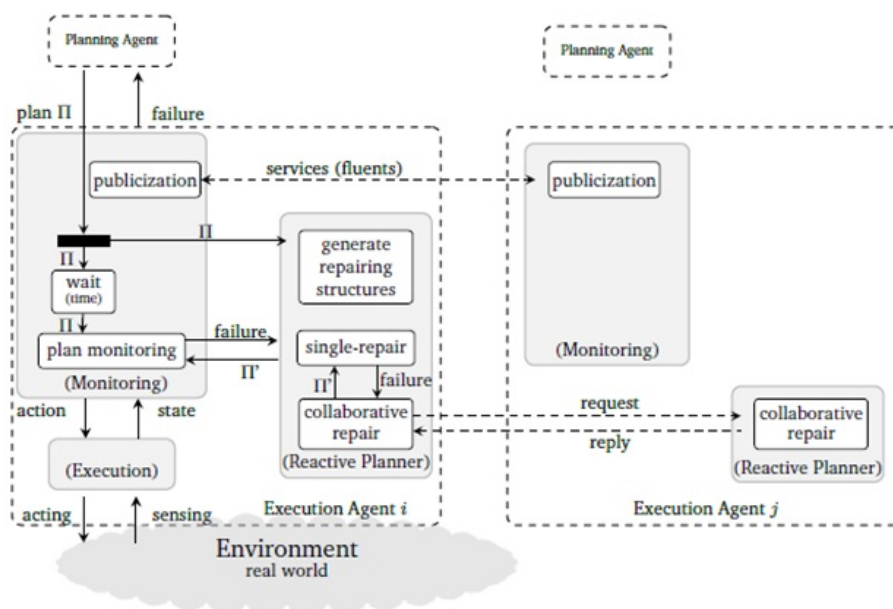 Planning Agent
Planning Agent
plan Π
failure
publicization
services (fluents)
publicization
Π
Π
generate
repairing
structures
wait
(time)
Π
plan monitoring
failure
Π'
single-repair
(Monitoring)
(Monitoring)
Π'
failure
action
state
collaborative
repair
request
reply
collaborative
repair
(Reactive Planner)
(Reactive Planner)
(Execution)
Execution Agent i
Execution Agent j
acting
sensing
Environment
real world